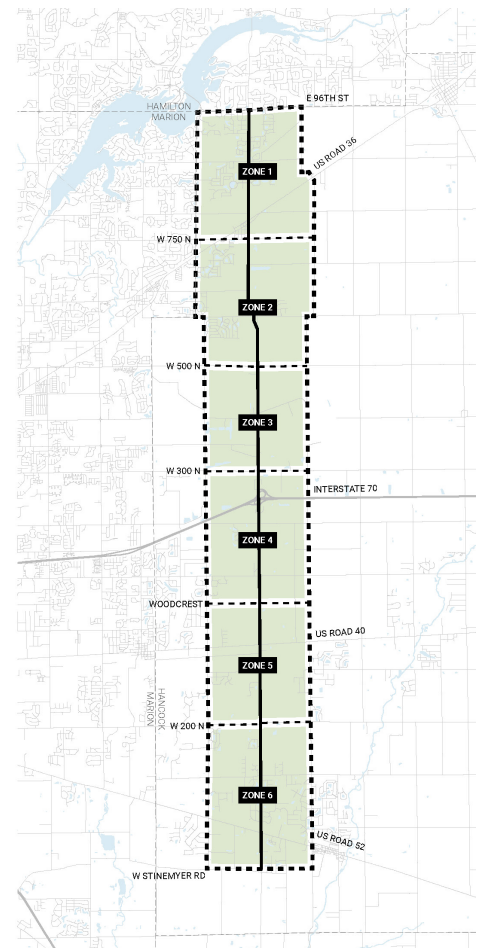 E 96TH ST
HAMILTON
MARION
US ROAD 36
ZONE 1
W 750 N
ZONE 2
W 500 N
ZONE 3
W 300 N
INTERSTATE 70
ZONE 4
WOODCREST
US ROAD 40
ZONE 5
HANCOCK
MARION
W 200 N
ZONE 6
US ROAD 52
W STINEMYER RD